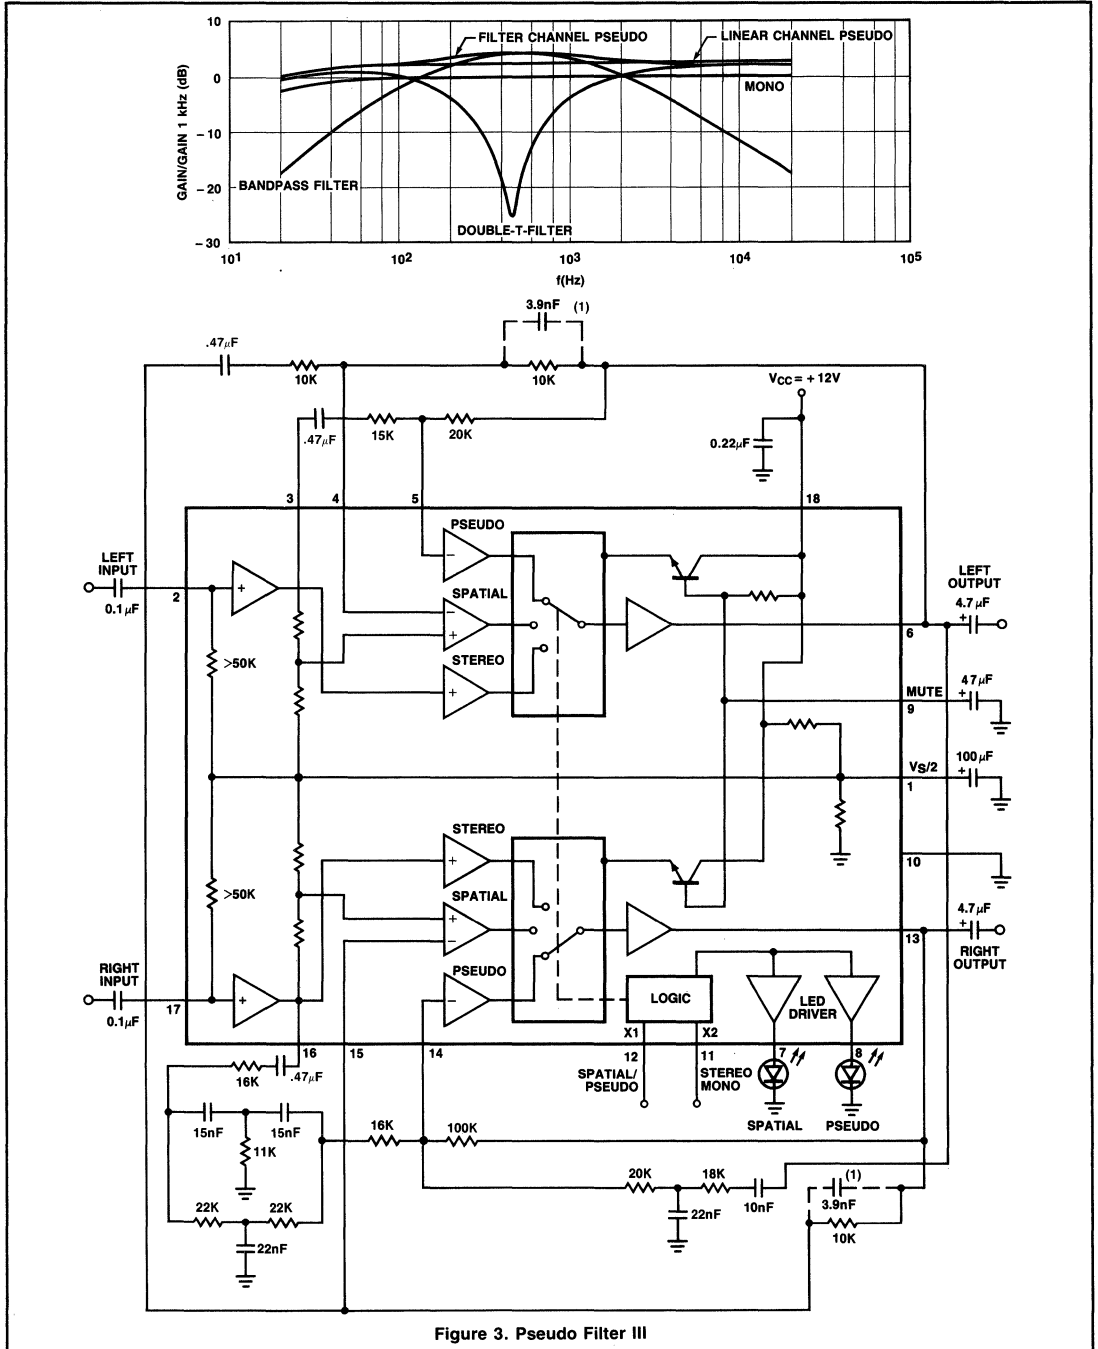 10
0
−10
−20
−30
GAIN/GAIN 1 kHz (dB)
FILTER CHANNEL PSEUDO
LINEAR CHANNEL PSEUDO
MONO
BANDPASS FILTER
DOUBLE-T-FILTER
10¹
10²
10³
10⁴
10⁵
f(Hz)
3.9nF (1)
.47μF
10K
10K
VCC = +12V
.47μF
15K
20K
0.22μF
3
4
5
18
LEFT INPUT
0.1μF
2
+
>50K
PSEUDO
−
SPATIAL
−
+
STEREO
+
LEFT OUTPUT
4.7μF
+
6
MUTE
9
47μF
+
VS/2
1
100μF
+
10
STEREO
+
SPATIAL
+
−
PSEUDO
−
>50K
4.7μF
+
13
RIGHT OUTPUT
RIGHT INPUT
0.1μF
17
+
LOGIC
X1
X2
LED DRIVER
16
15
14
12
11
7
8
SPATIAL/PSEUDO
STEREO MONO
SPATIAL
PSEUDO
16K
.47μF
15nF
15nF
11K
16K
100K
22K
22K
22nF
20K
18K
22nF
10nF
(1)
3.9nF
10K
Figure 3. Pseudo Filter III